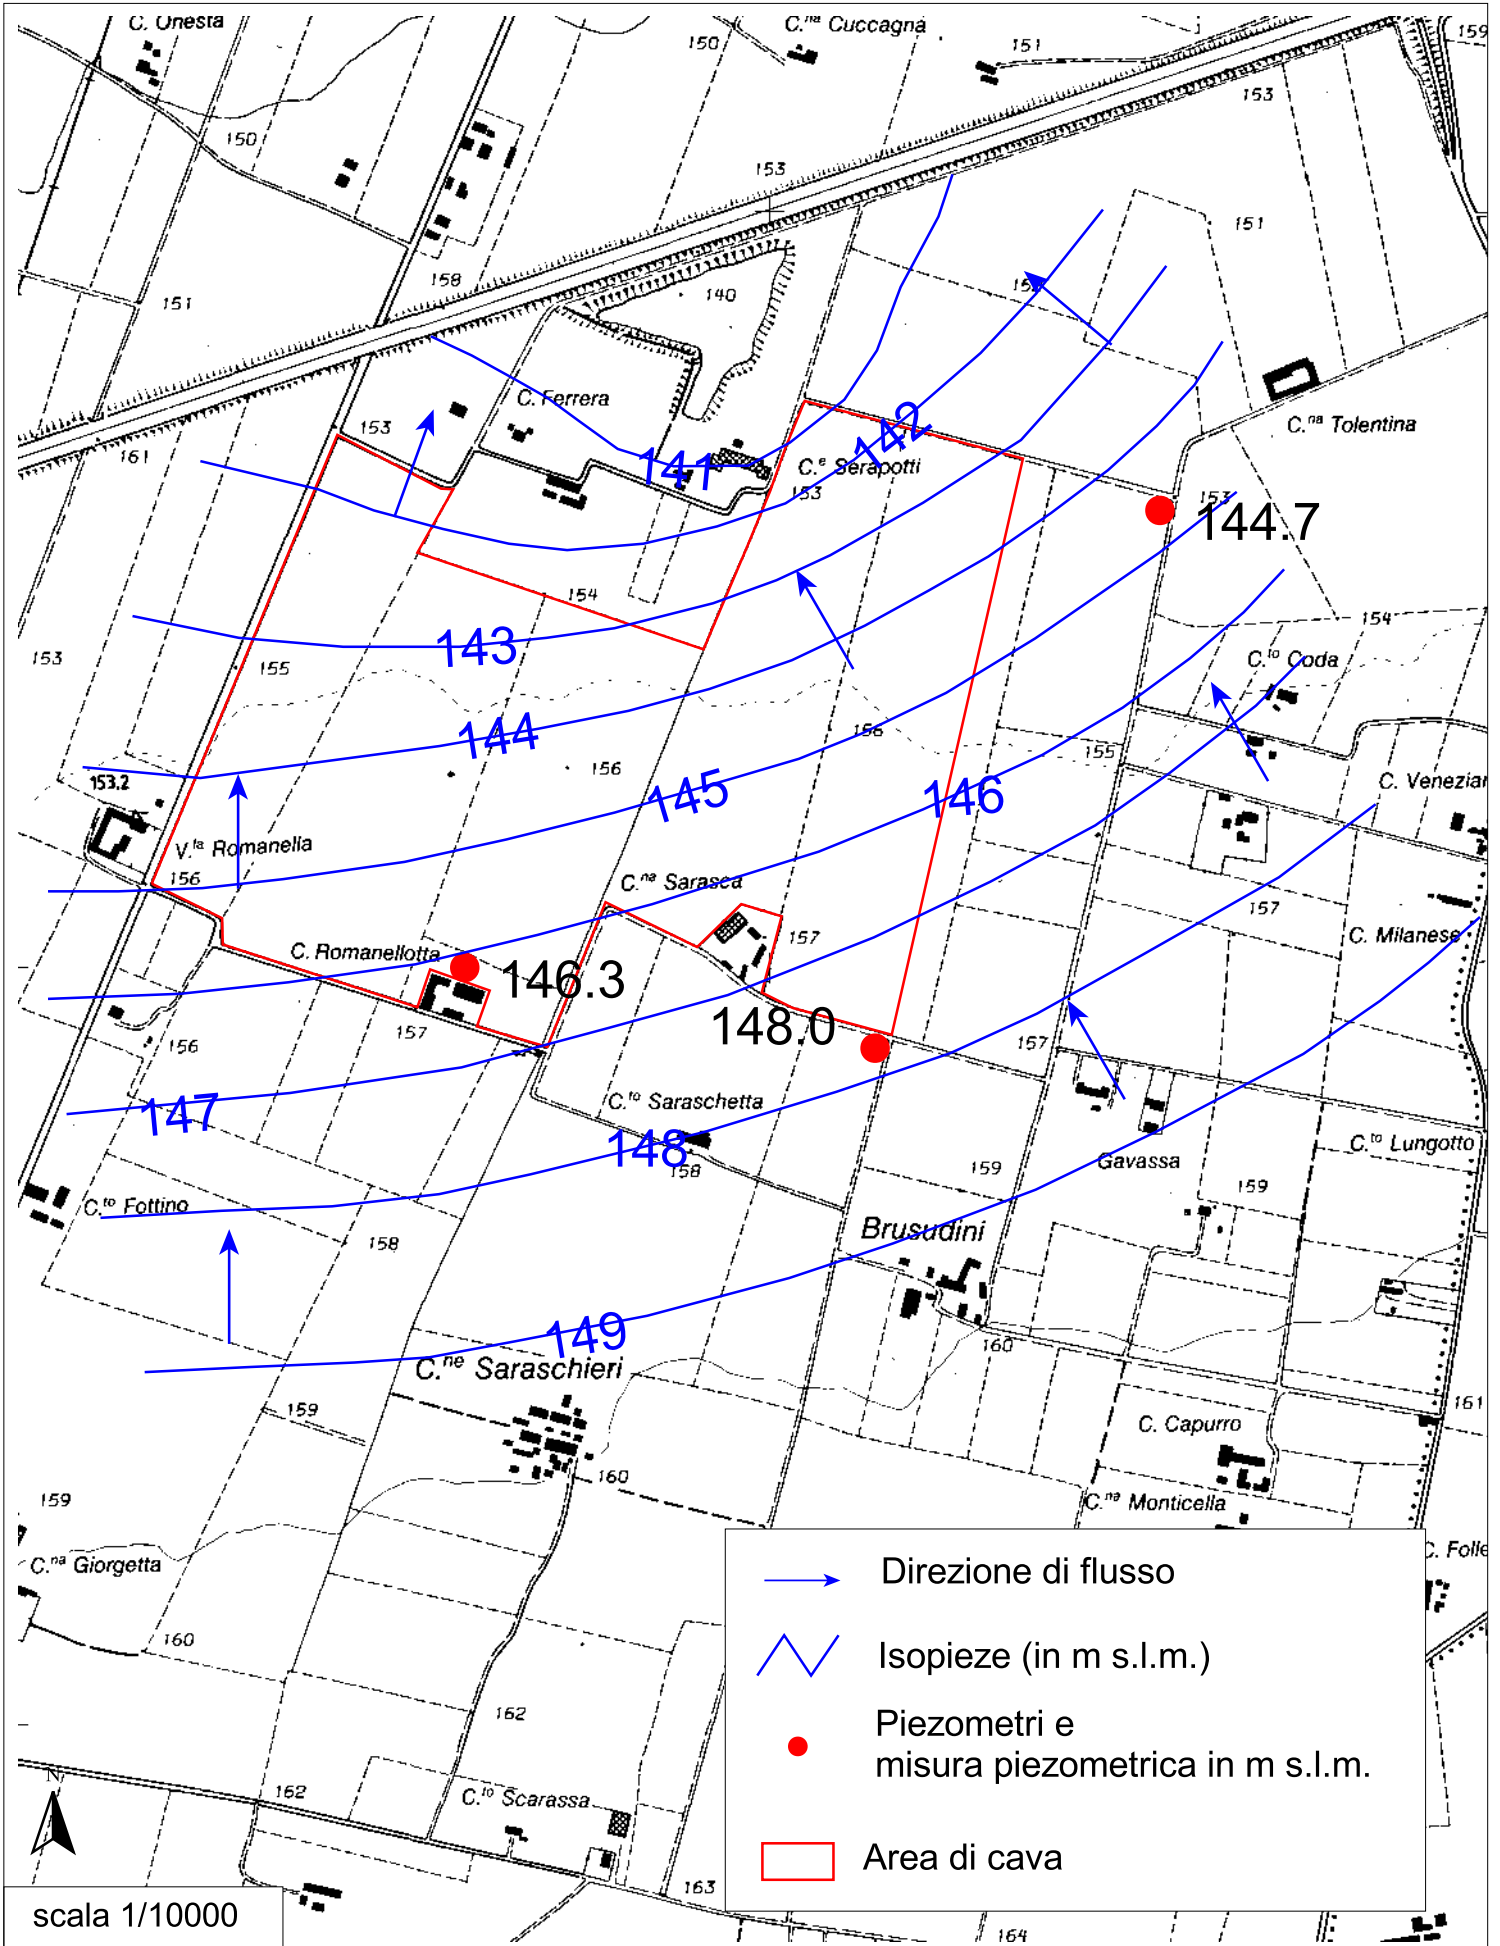 C. Onesta
C.na Cuccagna
150
151
159
153
150
153
151
158
151
140
152
C. Ferrera
C.na Tolentina
153
142
161
141
C.e Serapotti
153
153
144.7
154
154
143
153
155
C.to Coda
144
156
155
156
153.2
145
146
C. Venezian
V.la Romanella
156
C.na Sarasca
157
157
C. Milanese
C. Romanellotta
146.3
148.0
157
156
157
C.to Saraschetta
147
148
158
159
Gavassa
C.to Lungotto
159
C.to Fottino
158
Brusudini
149
160
C.ne Saraschieri
159
C. Capurro
161
160
159
C.na Monticella
C.na Giorgetta
C. Folle
160
Direzione di flusso
Isopieze (in m s.l.m.)
162
Piezometri e
misura piezometrica in m s.l.m.
N
162
C.to Scarassa
Area di cava
163
scala 1/10000
164